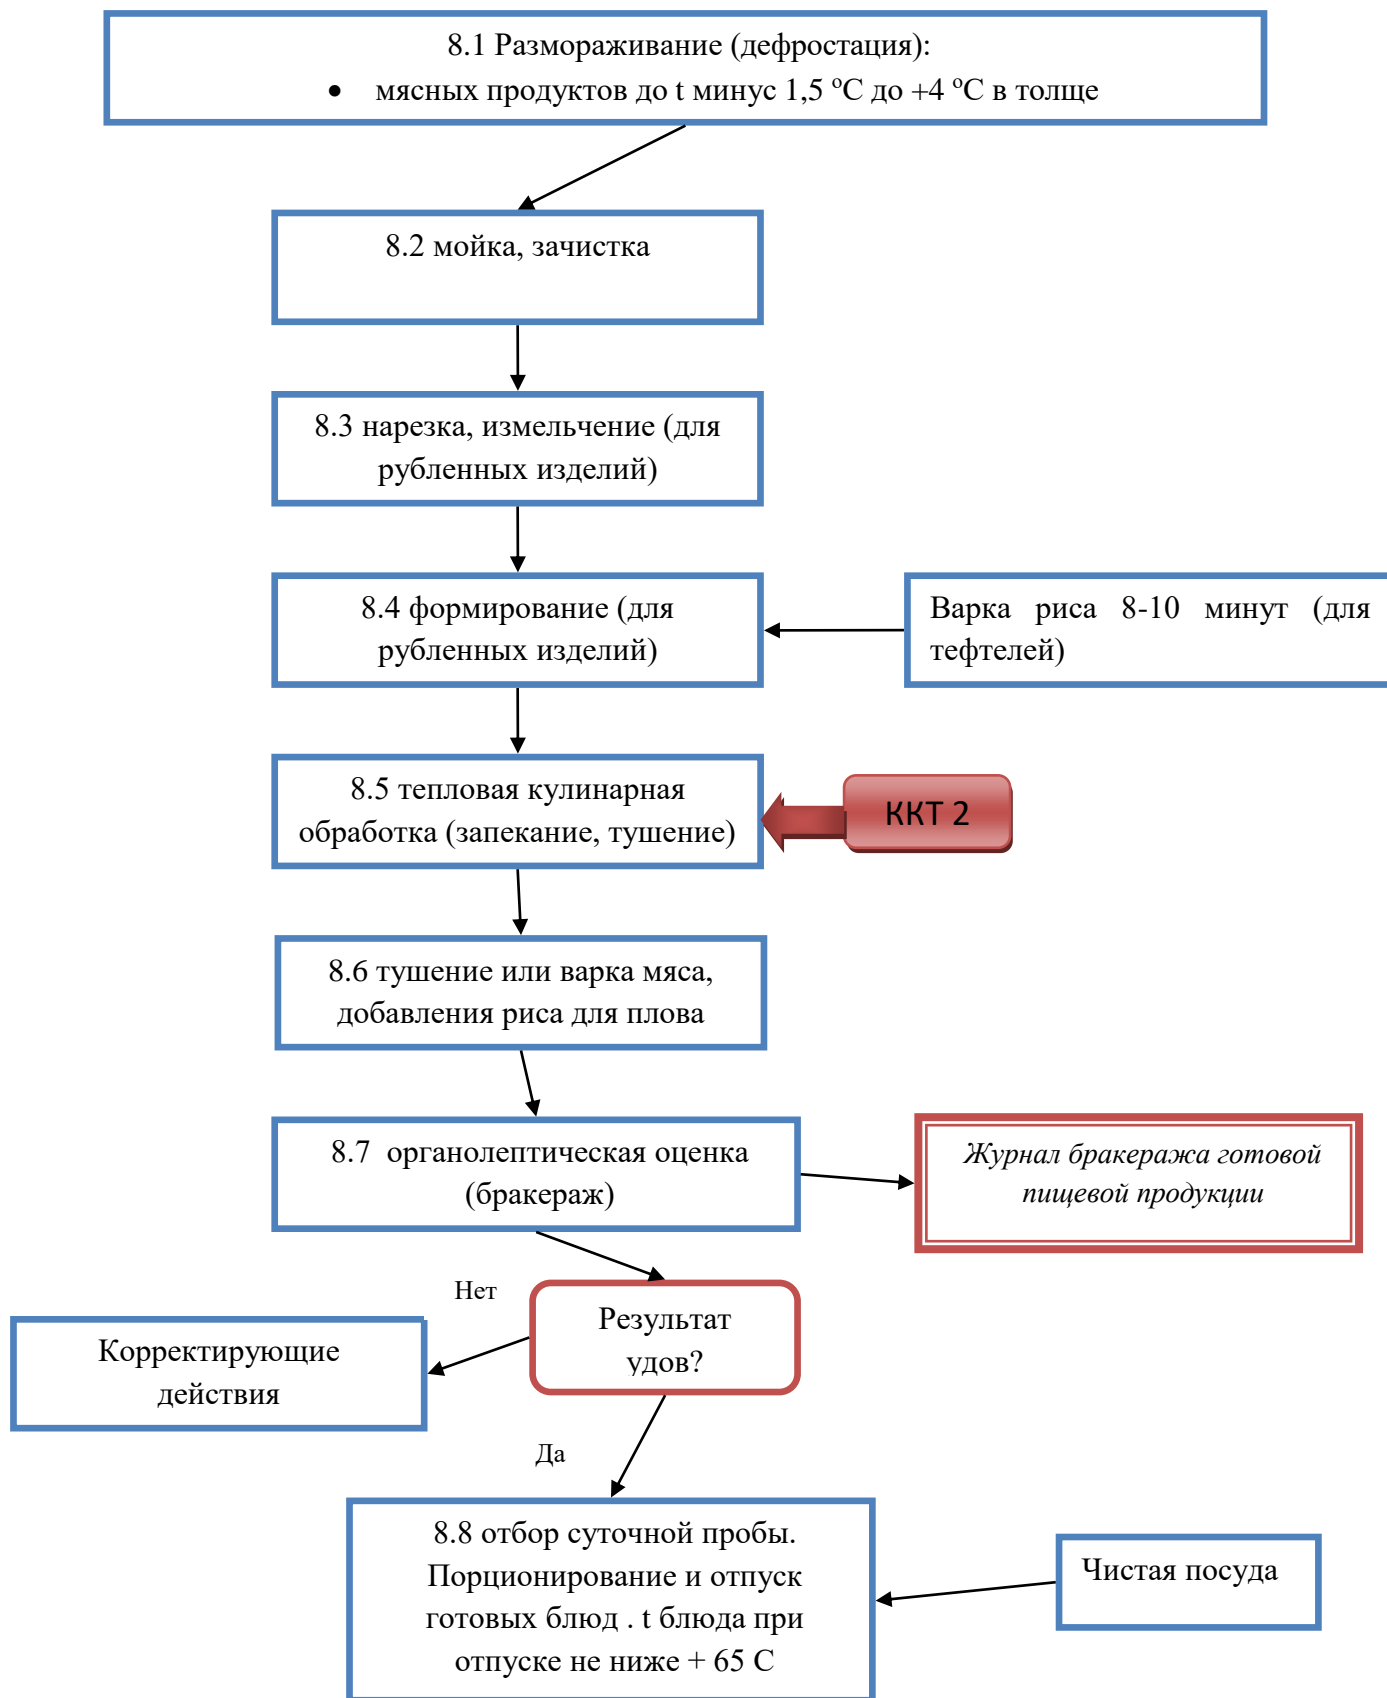 8.1 Размораживание (дефростация):
• мясных продуктов до t минус 1,5 ºС до +4 ºС в толще
8.2 мойка, зачистка
8.3 нарезка, измельчение (для
рубленных изделий)
8.4 формирование (для
рубленных изделий)
Варка риса 8-10 минут (для
тефтелей)
8.5 тепловая кулинарная
обработка (запекание, тушение)
ККТ 2
8.6 тушение или варка мяса,
добавления риса для плова
8.7 органолептическая оценка
(бракераж)
Журнал бракеража готовой
пищевой продукции
Нет
Результат
удов?
Корректирующие
действия
Да
8.8 отбор суточной пробы.
Порционирование и отпуск
готовых блюд . t блюда при
отпуске не ниже + 65 С
Чистая посуда